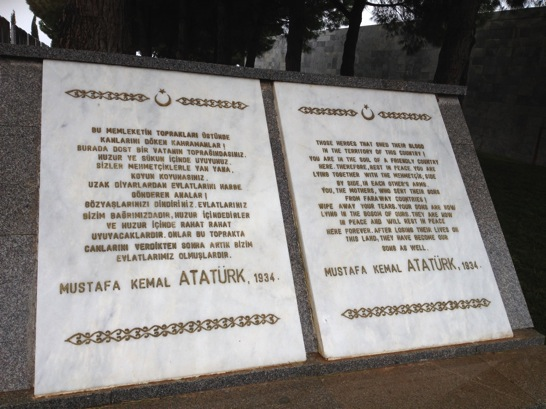 BU MEMLEKETİN TOPRAKLARI ÜSTÜNDE
KANLARINI DÖKEN KAHRAMANLAR!
BURADA DOST BİR VATANIN TOPRAĞINDASINIZ.
HUZUR VE SÜKUN İÇİNDE UYUYUNUZ.
SİZLER MEHMETÇİKLERLE YAN YANA,
KOYUN KOYUNASINIZ.
UZAK DİYARLARDAN EVLATLARINI HARBE
GÖNDEREN ANALAR!
GÖZYAŞLARINIZI DİNDİRİNİZ. EVLATLARINIZ
BİZİM BAĞRIMIZDADIR. HUZUR İÇİNDEDİRLER
VE HUZUR İÇİNDE RAHAT RAHAT
UYUYACAKLARDIR. ONLAR BU TOPRAKTA
CANLARINI VERDİKTEN SONRA ARTIK BİZİM
EVLATLARIMIZ OLMUŞLARDIR.
MUSTAFA KEMAL ATATÜRK, 1934
THOSE HEROES THAT SHED THEIR BLOOD
IN THE TERRITORY OF THIS COUNTRY!
YOU ARE IN THE SOIL OF A FRIENDLY COUNTRY
HERE. THEREFORE, REST IN PEACE. YOU ARE
LYING TOGETHER WITH THE MEHMETÇİK, SIDE
BY SIDE, IN EACH OTHER'S ARMS.
YOU, THE MOTHERS, WHO SENT THEIR SONS
FROM FARAWAY COUNTRIES!
WIPE AWAY YOUR TEARS. YOUR SONS ARE NOW
LYING IN THE BOSOM OF OURS. THEY ARE NOW
IN PEACE AND WILL REST IN PEACE
HERE FOREVER. AFTER LOSING THEIR LIVES ON
THIS LAND, THEY HAVE BECOME OUR
SONS AS WELL.
MUSTAFA KEMAL ATATÜRK, 1934